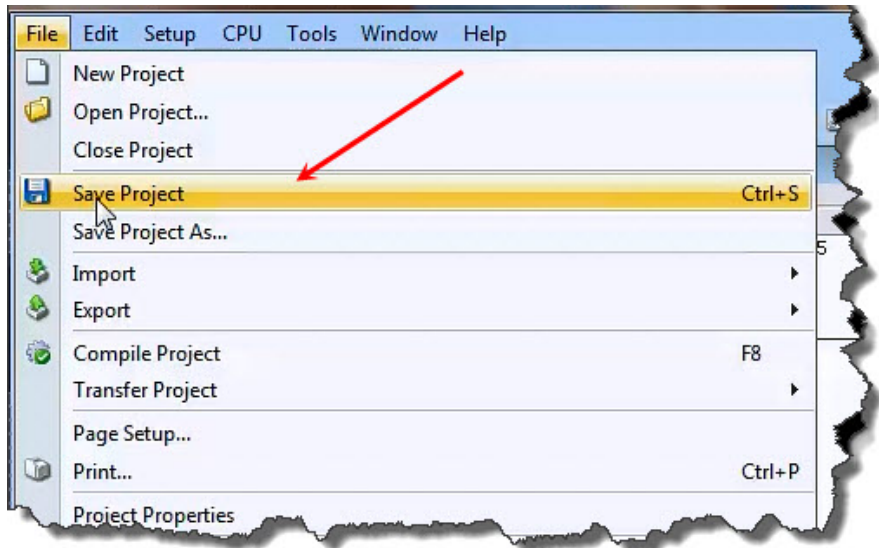 File Edit Setup CPU Tools Window Help
New Project
Open Project...
Close Project
Save Project Ctrl+S
Save Project As...
5
Import
Export
Compile Project F8
Transfer Project
Page Setup...
Print... Ctrl+P
Project Properties